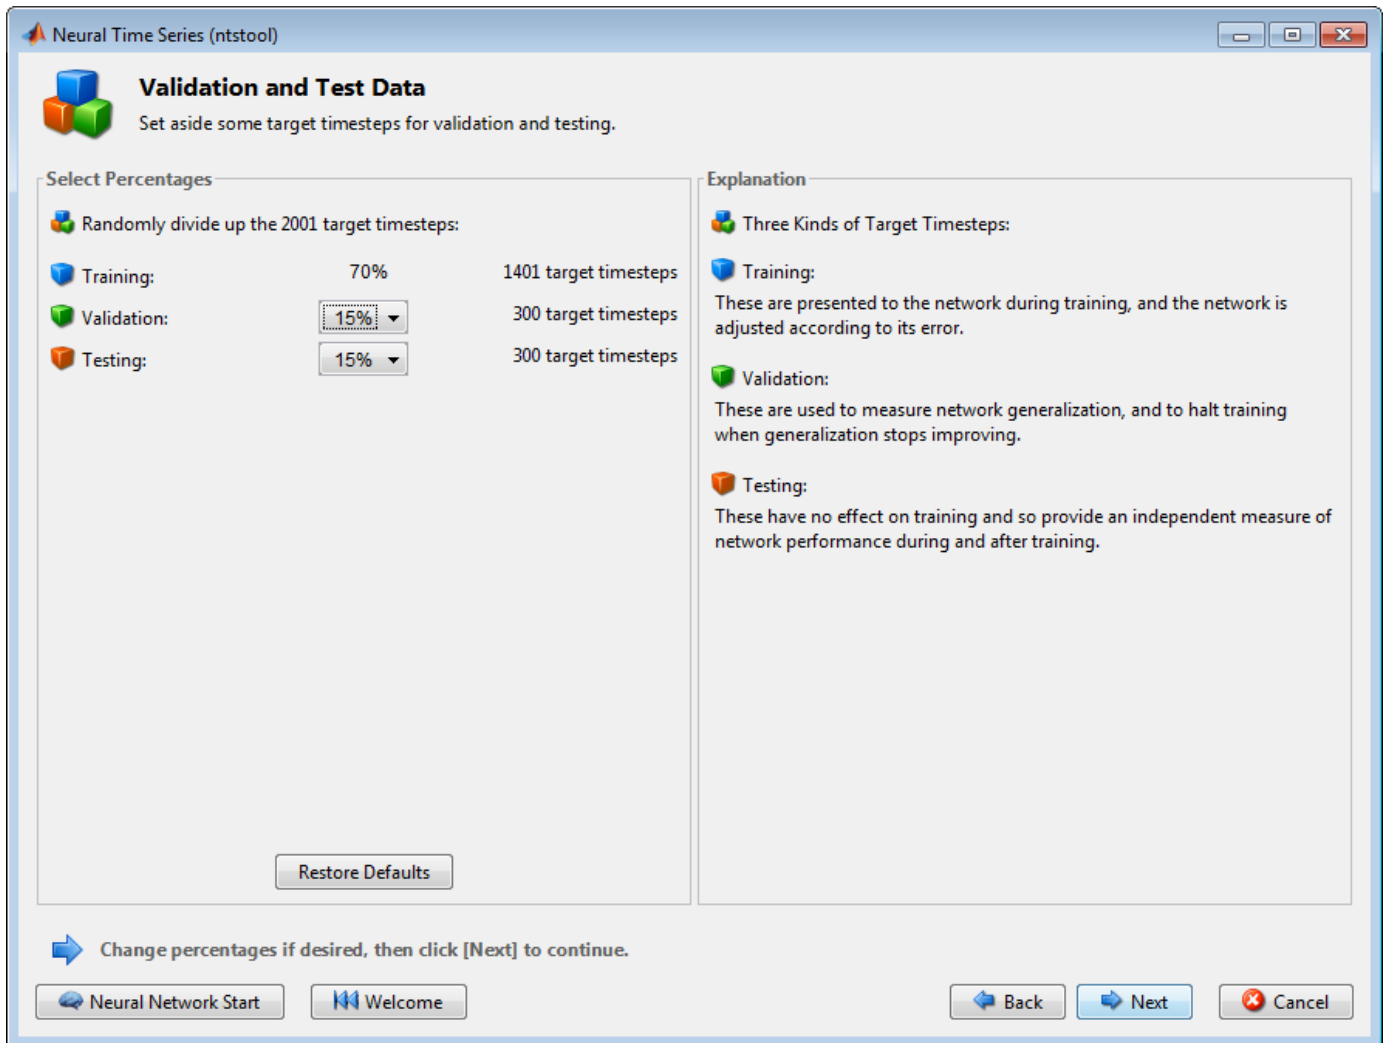 Neural Time Series (ntstool)
Validation and Test Data
Set aside some target timesteps for validation and testing.
Select Percentages
Randomly divide up the 2001 target timesteps:
Training: 70% 1401 target timesteps
Validation: 15% 300 target timesteps
Testing: 15% 300 target timesteps
Restore Defaults
Explanation
Three Kinds of Target Timesteps:
Training:
These are presented to the network during training, and the network is
adjusted according to its error.
Validation:
These are used to measure network generalization, and to halt training
when generalization stops improving.
Testing:
These have no effect on training and so provide an independent measure of
network performance during and after training.
Change percentages if desired, then click [Next] to continue.
Neural Network Start Welcome Back Next Cancel